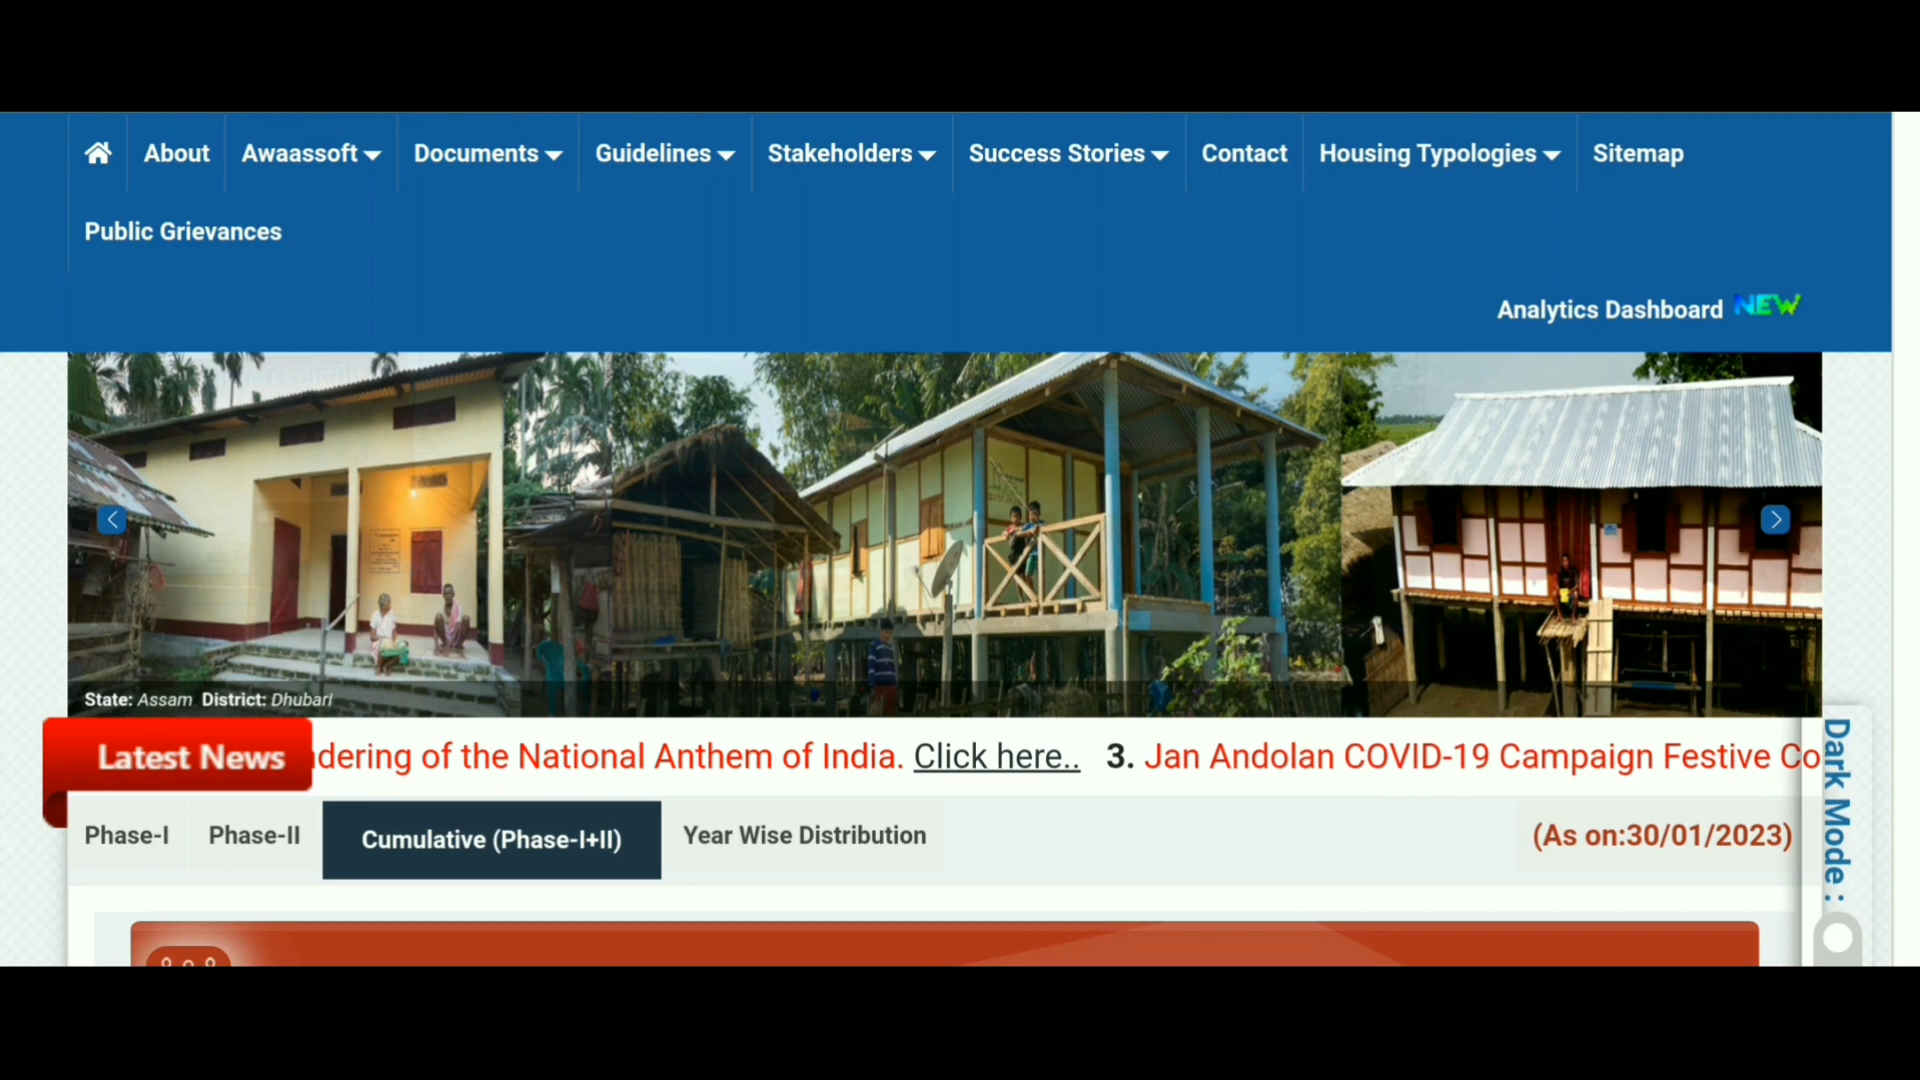 About Awaassoft Documents Guidelines Stakeholders Success Stories Contact Housing Typologies Sitemap
Public Grievances
Analytics Dashboard NEW
State: Assam District: Dhubari
Latest News
dering of the National Anthem of India. Click here.. 3. Jan Andolan COVID-19 Campaign Festive Co
Dark Mode :
Phase-I Phase-II Cumulative (Phase-I+II) Year Wise Distribution (As on:30/01/2023)